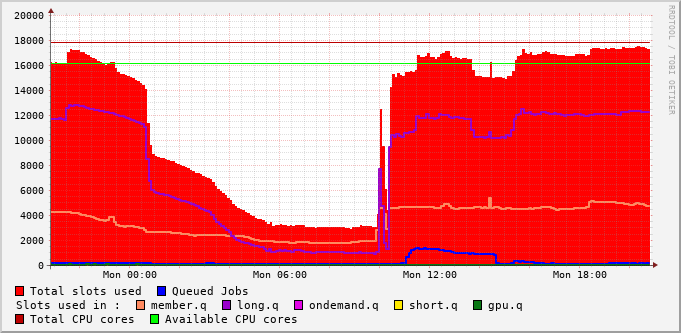 20000
18000
16000
14000
12000
10000
8000
6000
4000
2000
0
Mon 00:00 Mon 06:00 Mon 12:00 Mon 18:00
RRDTOOL / TOBI OETIKER
Total slots used Queued Jobs
Slots used in : member.q long.q ondemand.q short.q gpu.q
Total CPU cores Available CPU cores